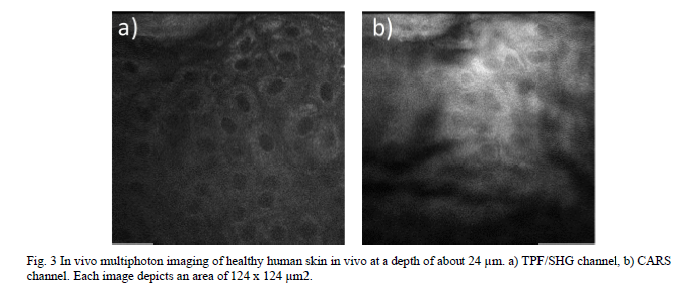 a)
b)
Fig. 3 In vivo multiphoton imaging of healthy human skin in vivo at a depth of about 24 µm. a) TPF/SHG channel, b) CARS
channel. Each image depicts an area of 124 x 124 µm2.